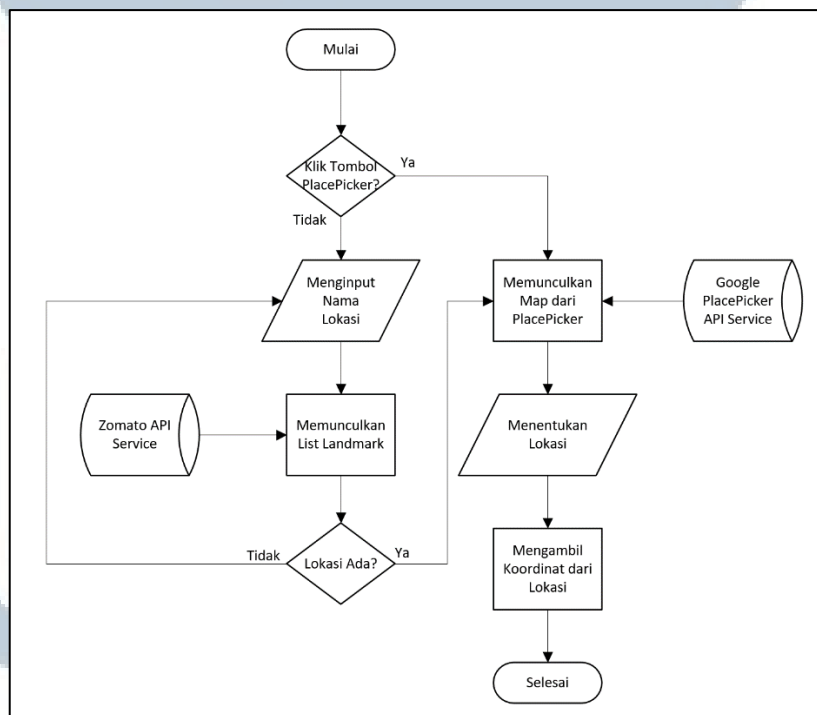 Mulai
Klik Tombol
PlacePicker?
Ya
Tidak
Menginput
Nama
Lokasi
Memunculkan
Map dari
PlacePicker
Google
PlacePicker
API Service
Zomato API
Service
Memunculkan
List Landmark
Menentukan
Lokasi
Tidak
Lokasi Ada?
Ya
Mengambil
Koordinat dari
Lokasi
Selesai